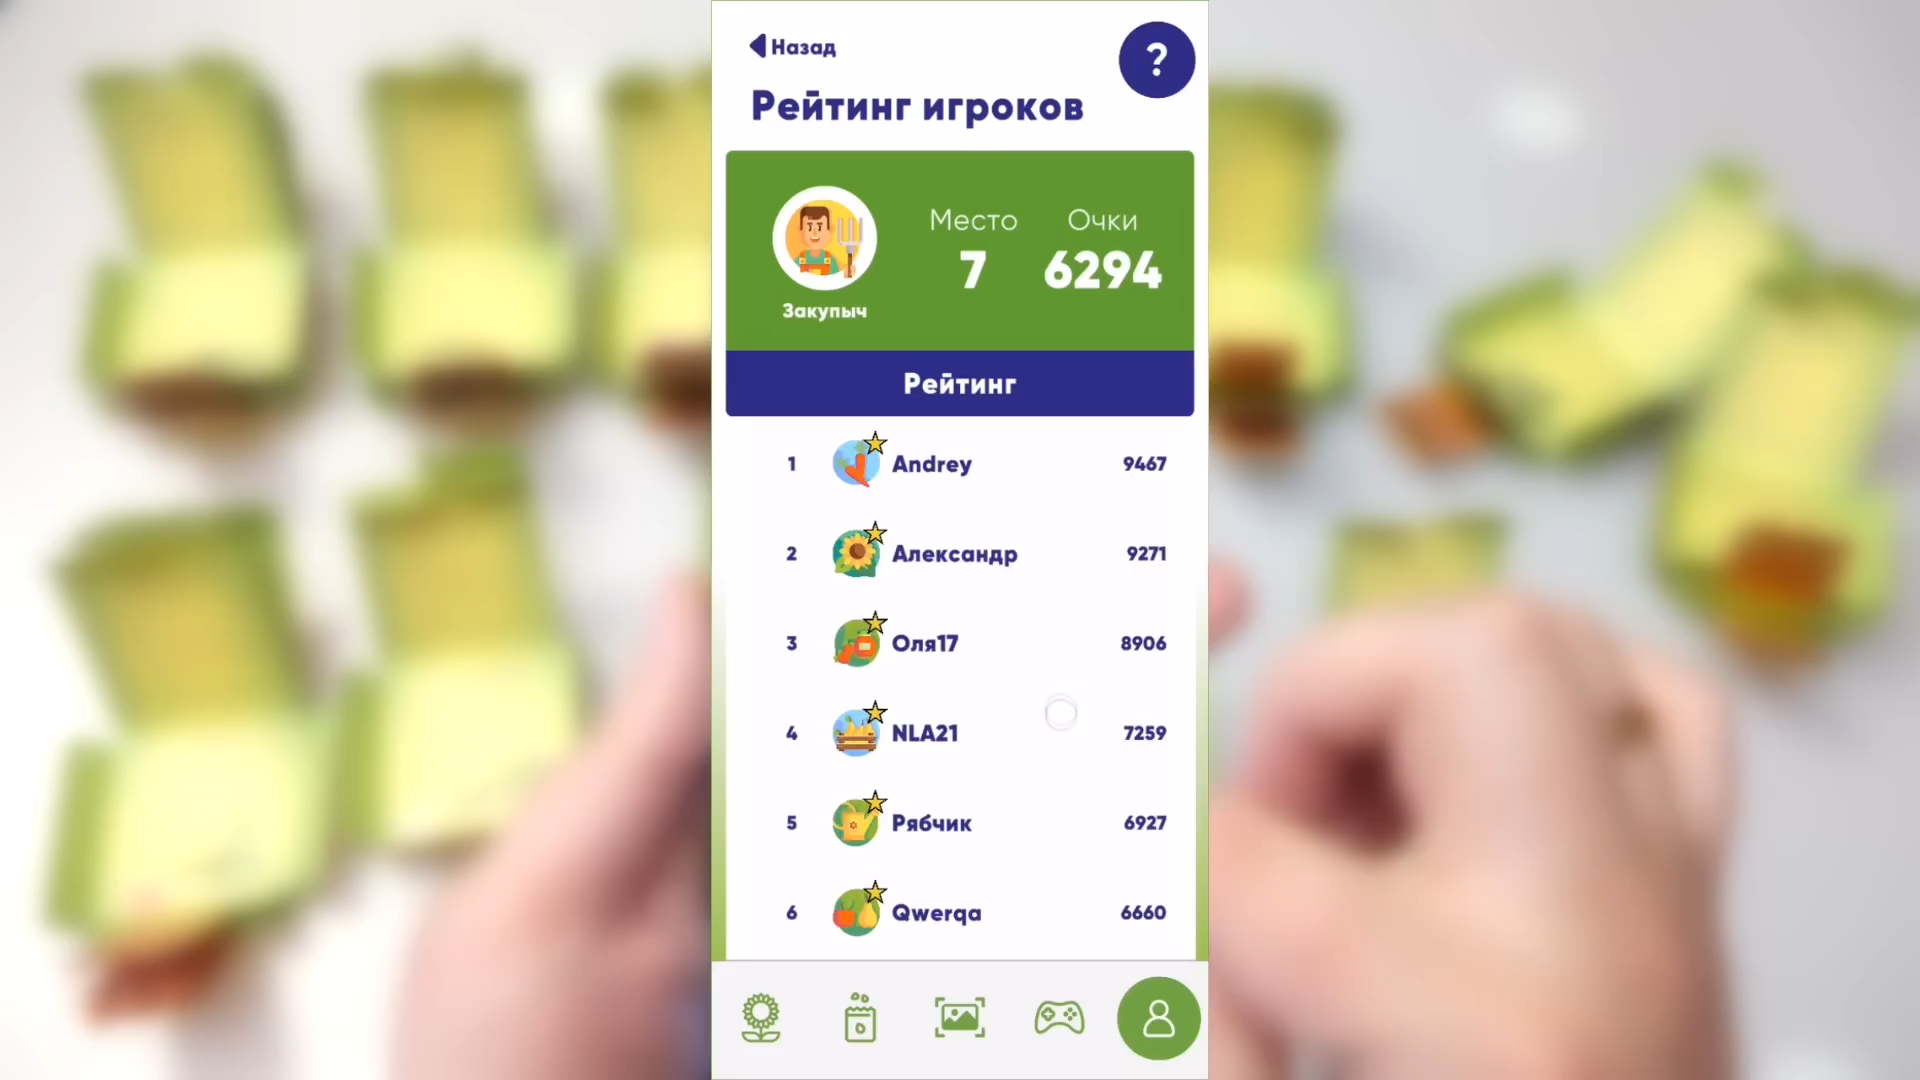 Назад
?
Рейтинг игроков
Место Очки
7 6294
Закупыч
Рейтинг
1 Andrey 9467
2 Александр 9271
3 Оля17 8906
4 NLA21 7259
5 Рябчик 6927
6 Qwerqa 6660